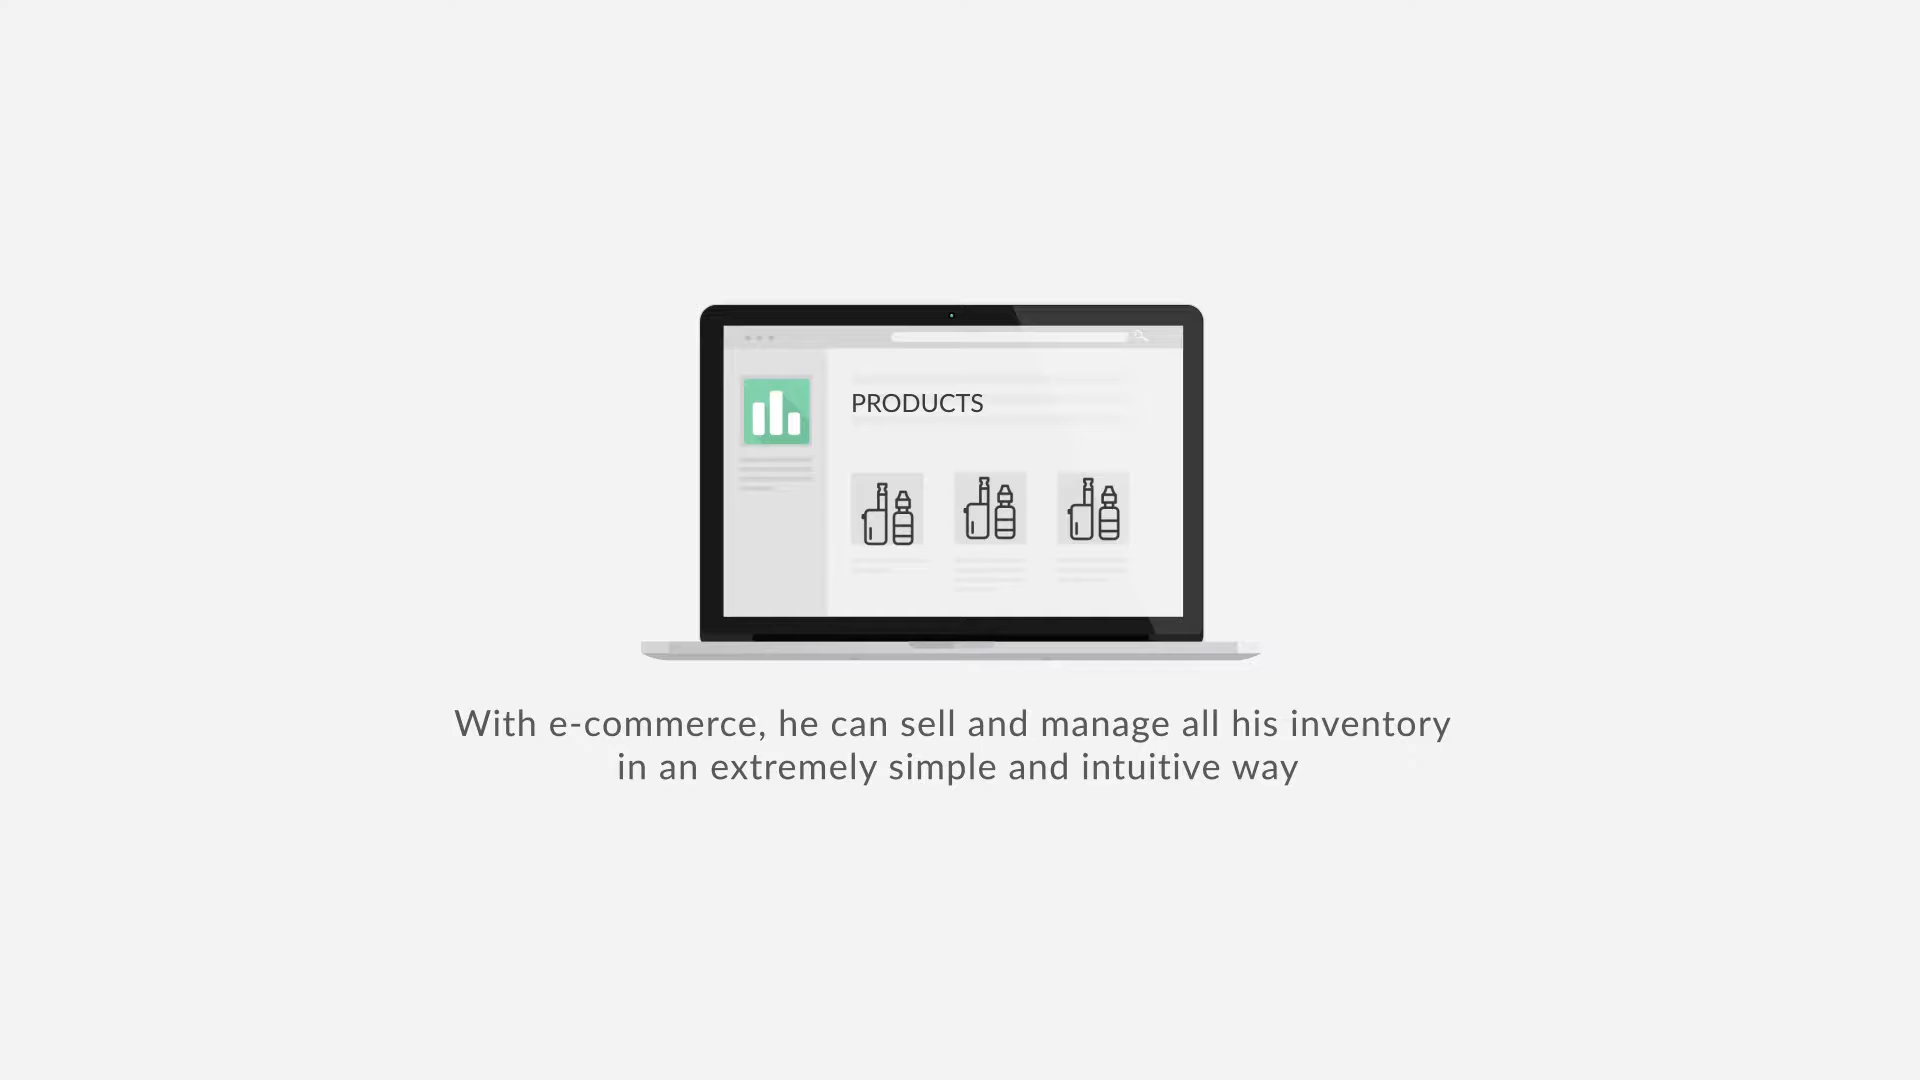 PRODUCTS
With e-commerce, he can sell and manage all his inventory
in an extremely simple and intuitive way